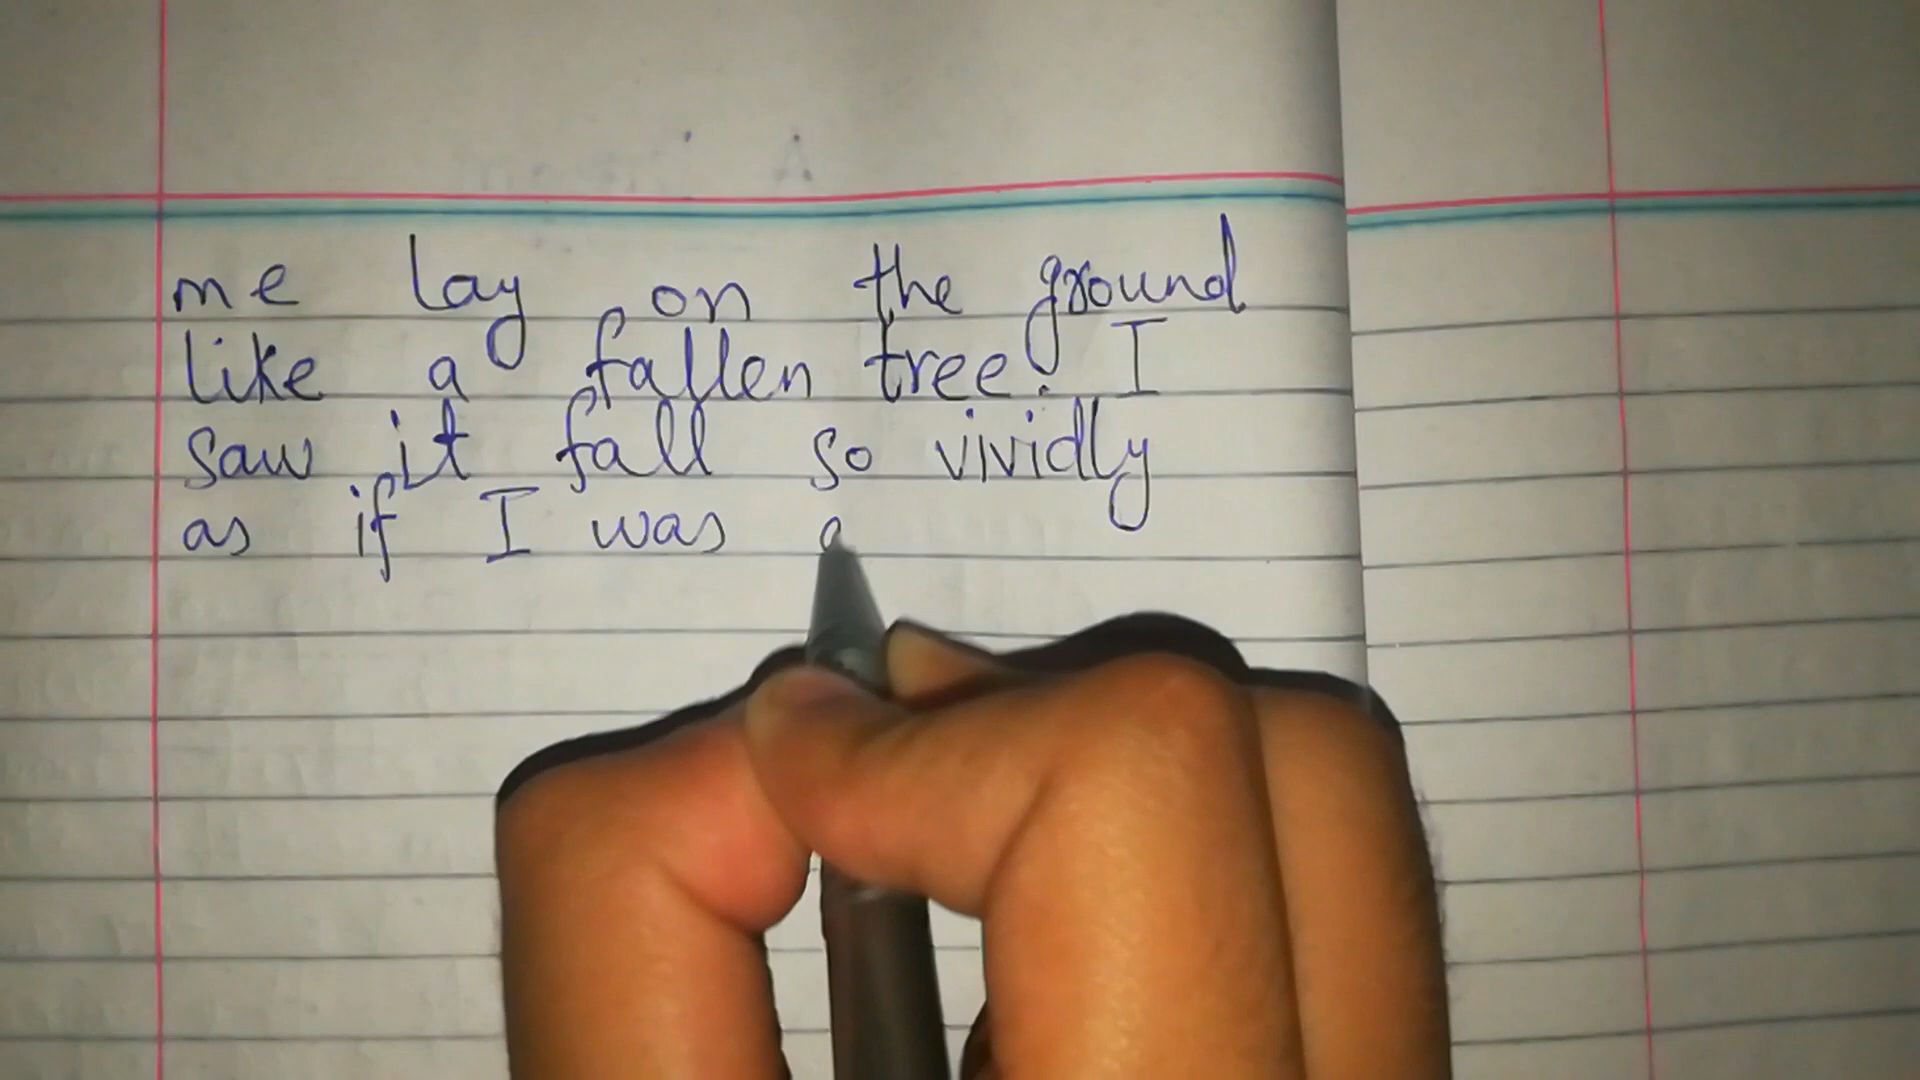 me lay on the ground
like a fallen tree. I
saw it fall so vividly
as if I was a